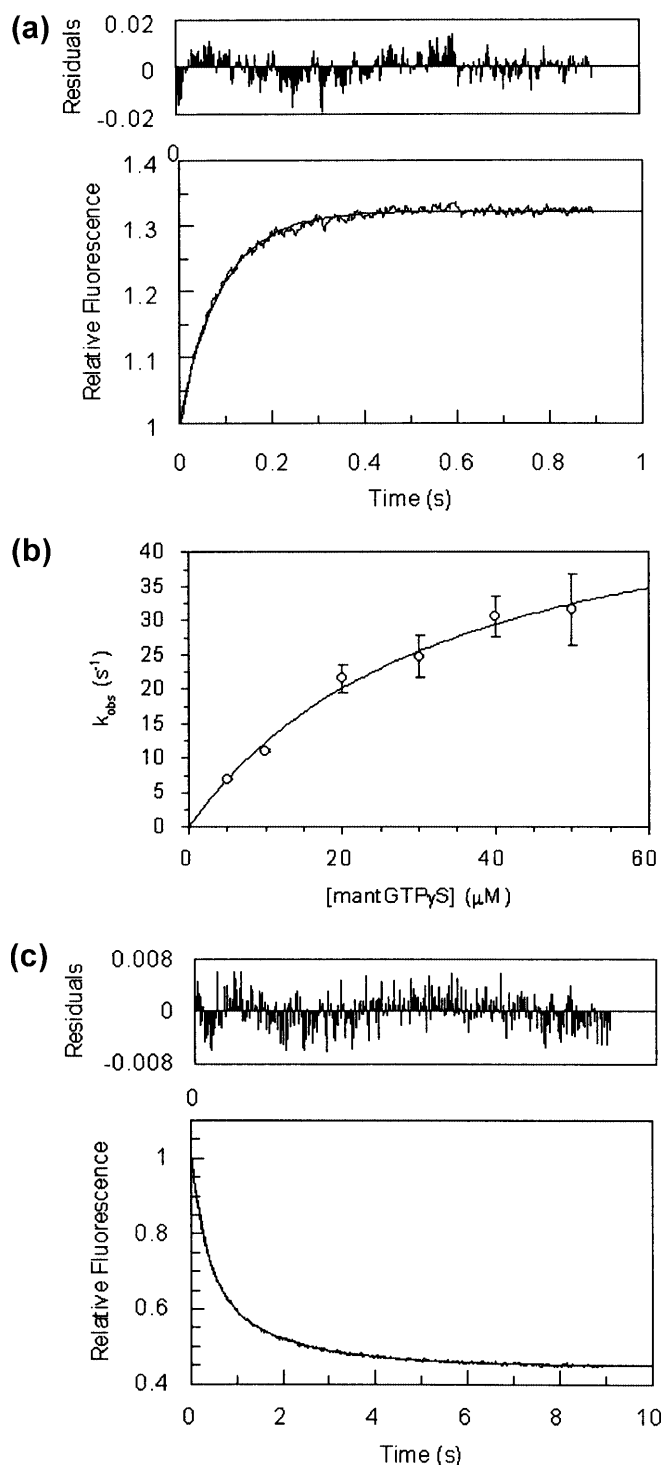 (a)
Residuals
0.02
0
-0.02
0
Relative Fluorescence
1.4
1.3
1.2
1.1
1
0 0.2 0.4 0.6 0.8 1
Time (s)
(b)
k_obs (s⁻¹)
40
35
30
25
20
15
10
5
0
0 20 40 60
[mantGTPγS] (μM)
(c)
Residuals
0.008
0
-0.008
0
Relative Fluorescence
1
0.8
0.6
0.4
0 2 4 6 8 10
Time (s)